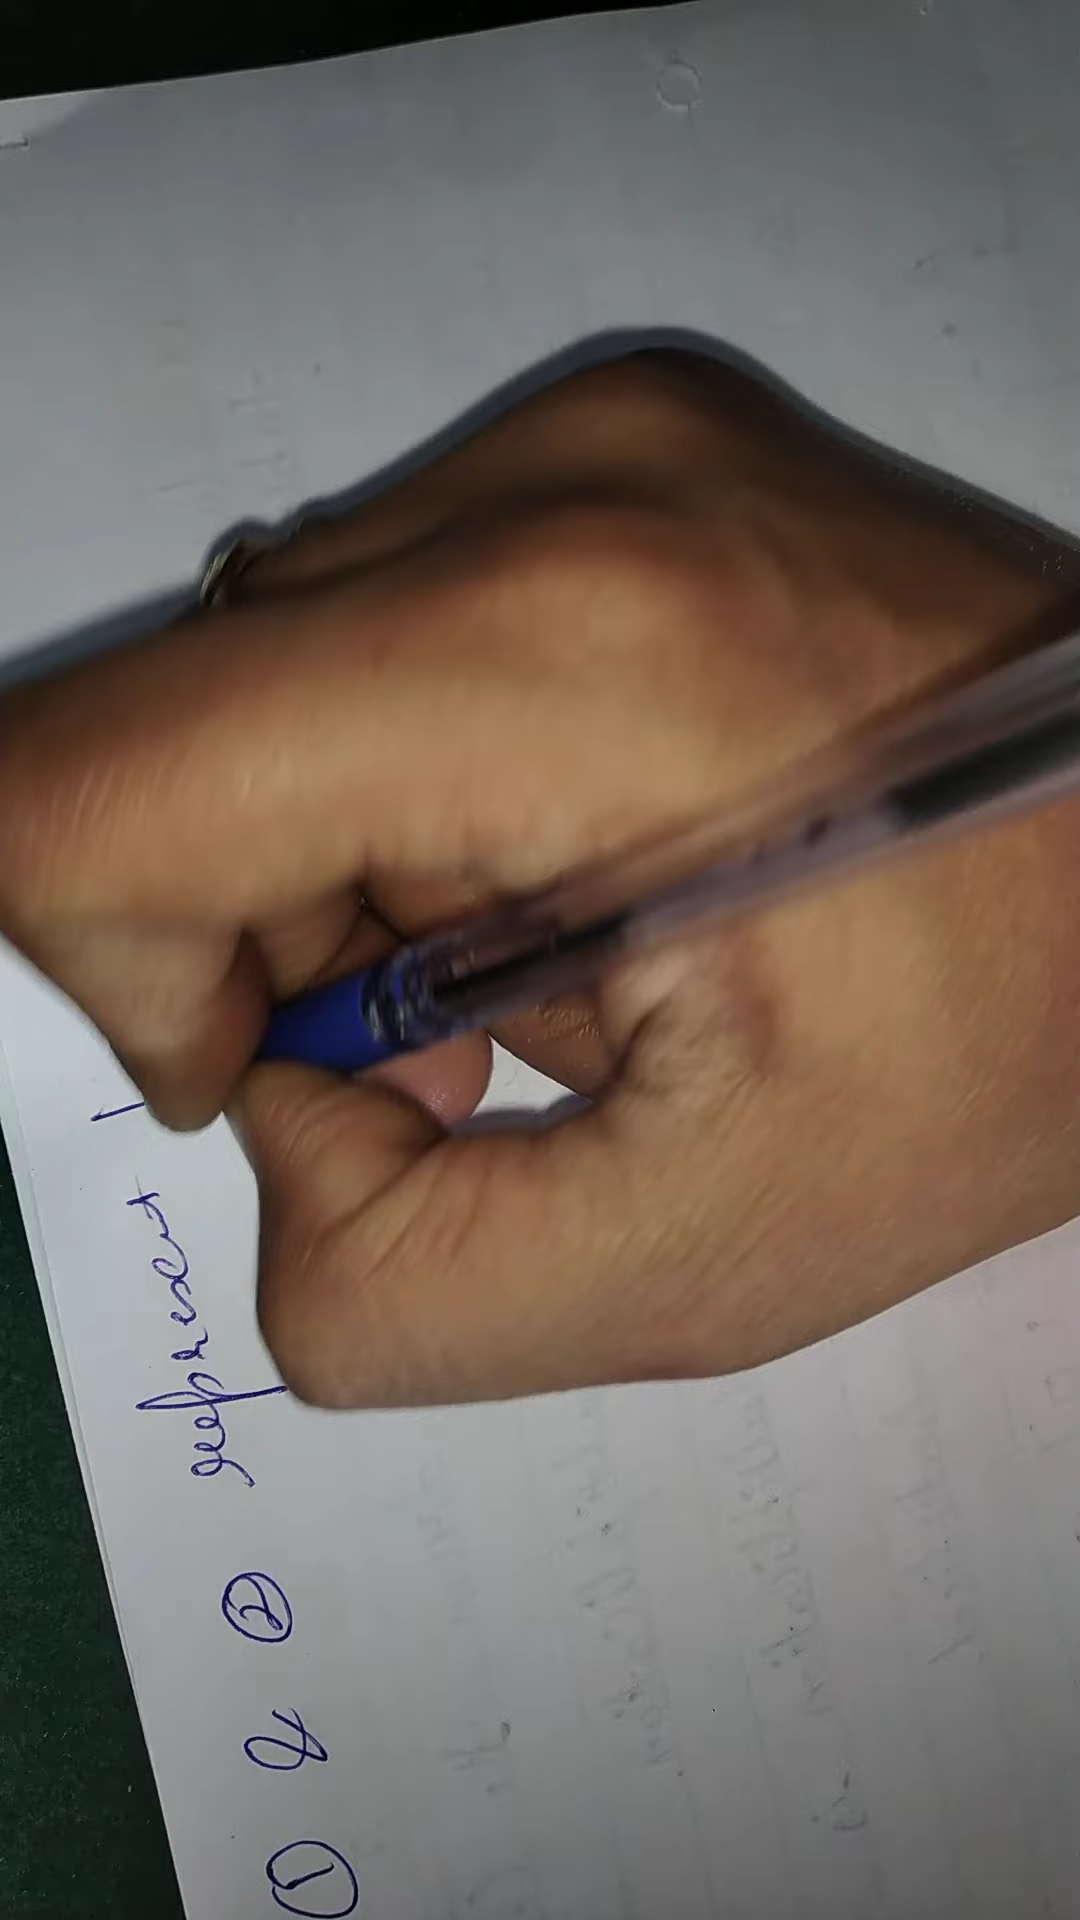 ① & ② represent